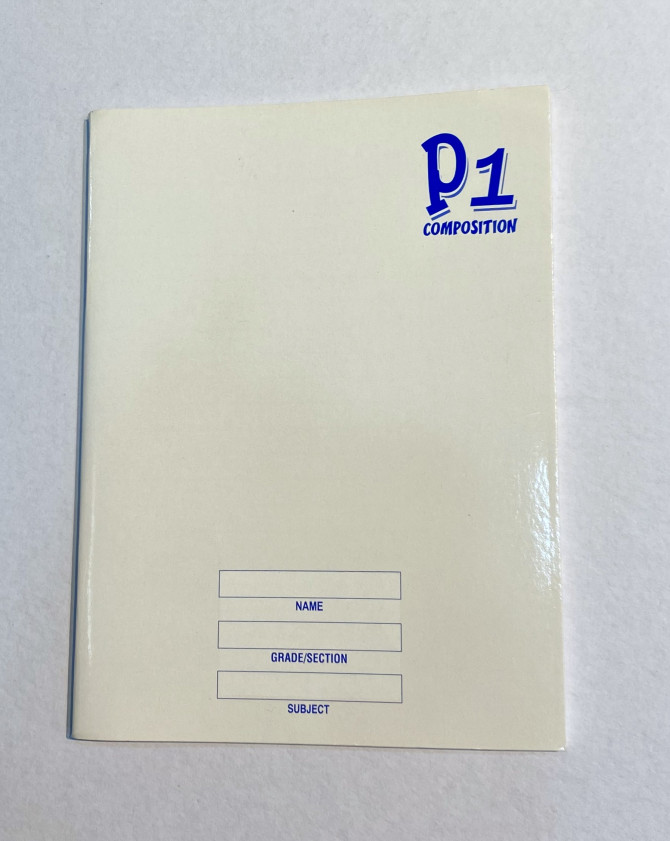 P1
COMPOSITION
NAME
GRADE/SECTION
SUBJECT